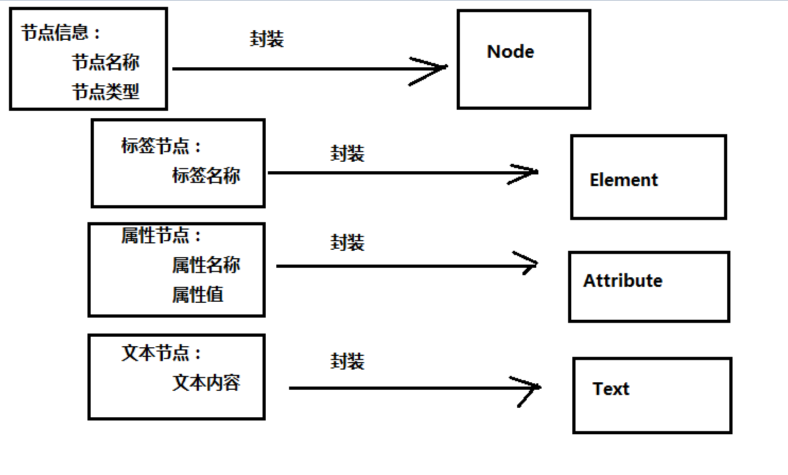 节点信息：
节点名称
节点类型
封装
Node
标签节点：
标签名称
封装
Element
属性节点：
属性名称
属性值
封装
Attribute
文本节点：
文本内容
封装
Text